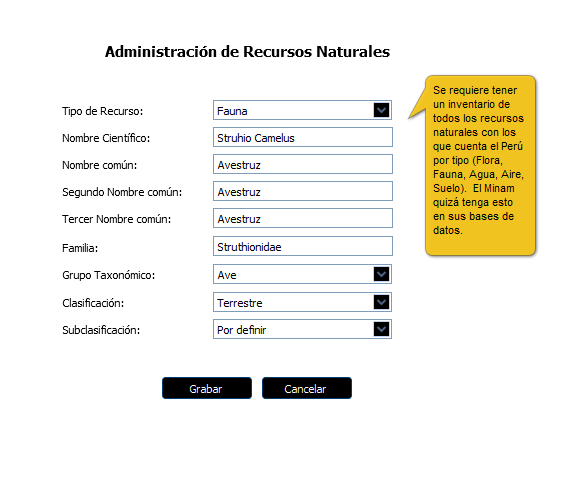 Administración de Recursos Naturales
Tipo de Recurso: Fauna
Nombre Científico: Struhio Camelus
Nombre común: Avestruz
Segundo Nombre común: Avestruz
Tercer Nombre común: Avestruz
Familia: Struthionidae
Grupo Taxonómico: Ave
Clasificación: Terrestre
Subclasificación: Por definir
Grabar Cancelar
Se requiere tener
un inventario de
todos los recursos
naturales con los
que cuenta el Perú
por tipo (Flora,
Fauna, Agua, Aire,
Suelo). El Minam
quizá tenga esto
en sus bases de
datos.